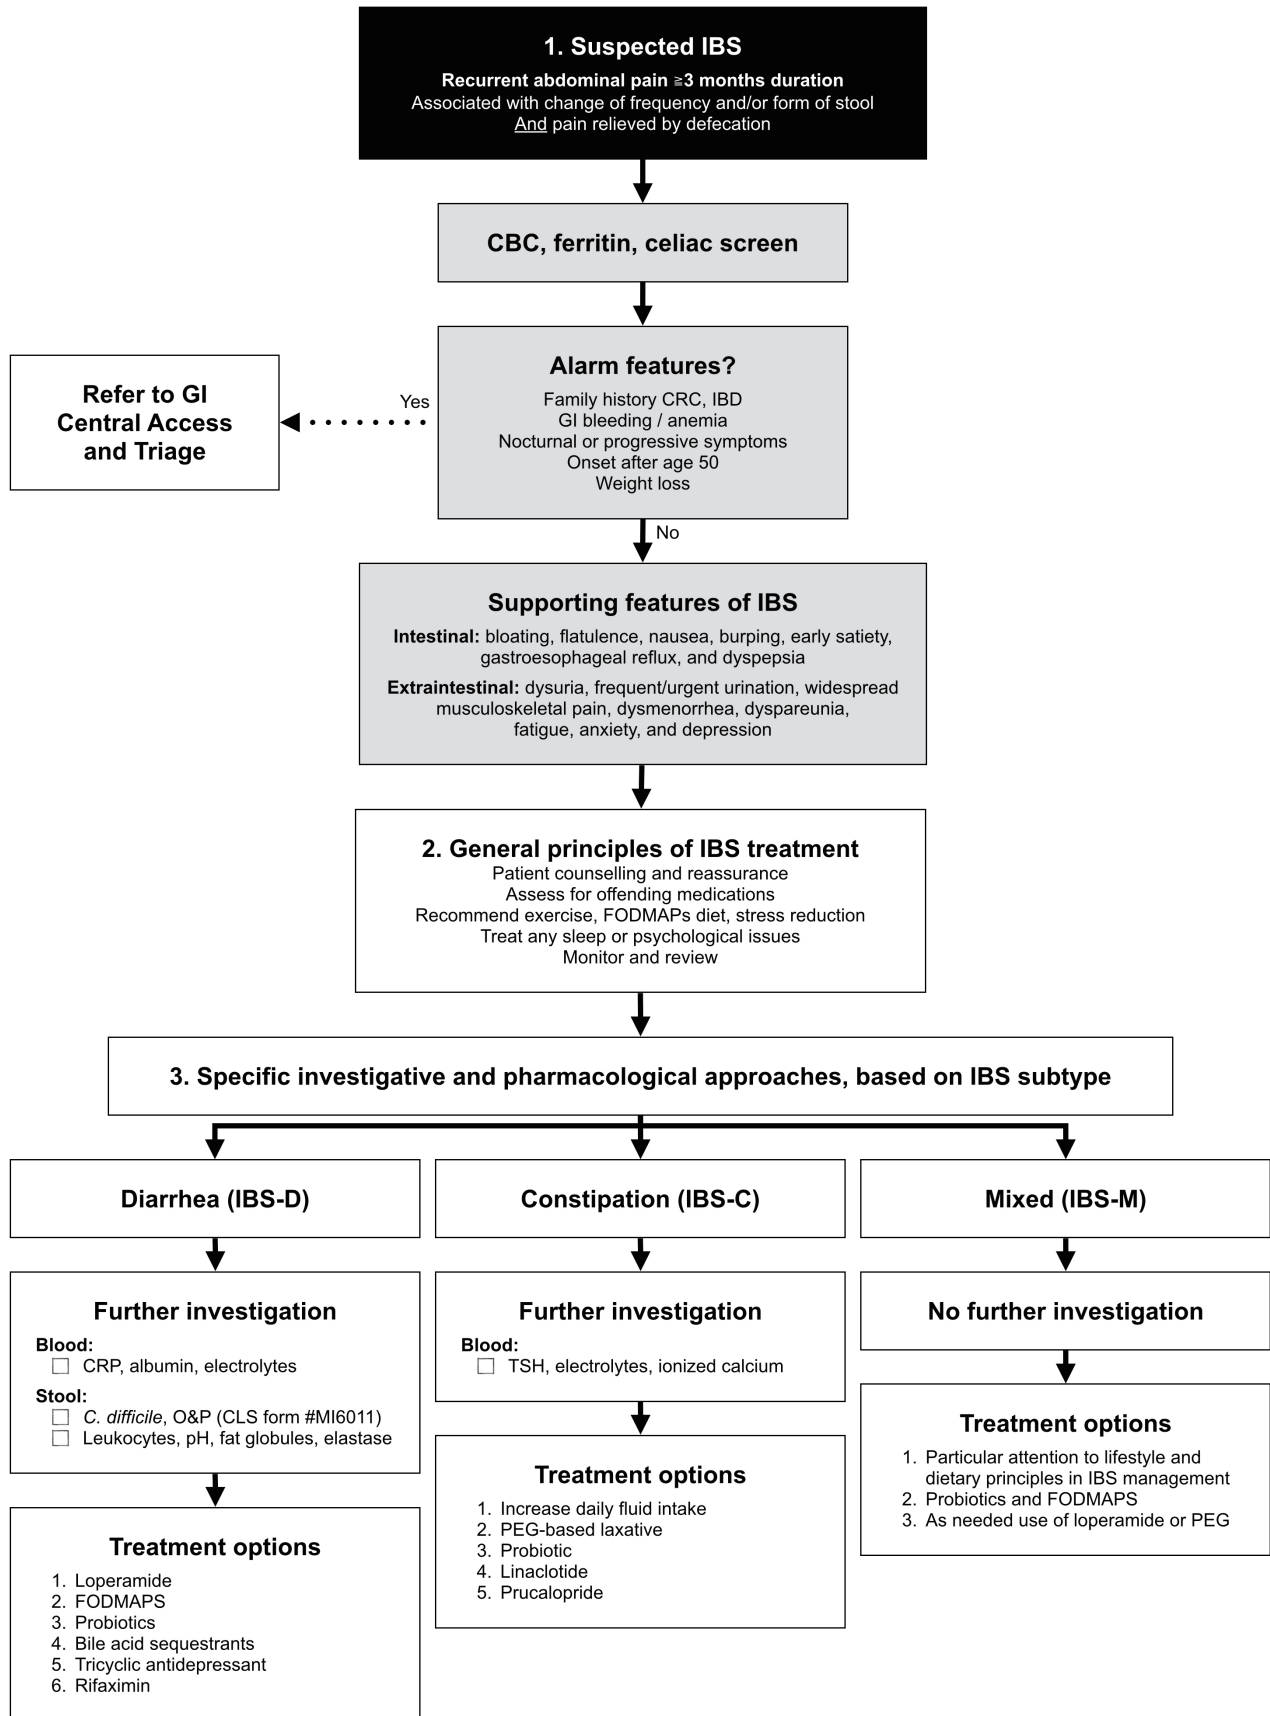 1. Suspected IBS
Recurrent abdominal pain ≧3 months duration
Associated with change of frequency and/or form of stool
And pain relieved by defecation
CBC, ferritin, celiac screen
Alarm features?
Family history CRC, IBD
GI bleeding / anemia
Nocturnal or progressive symptoms
Onset after age 50
Weight loss
Yes
Refer to GI
Central Access
and Triage
No
Supporting features of IBS
Intestinal: bloating, flatulence, nausea, burping, early satiety,
gastroesophageal reflux, and dyspepsia
Extraintestinal: dysuria, frequent/urgent urination, widespread
musculoskeletal pain, dysmenorrhea, dyspareunia,
fatigue, anxiety, and depression
2. General principles of IBS treatment
Patient counselling and reassurance
Assess for offending medications
Recommend exercise, FODMAPs diet, stress reduction
Treat any sleep or psychological issues
Monitor and review
3. Specific investigative and pharmacological approaches, based on IBS subtype
Diarrhea (IBS-D)
Further investigation
Blood:
CRP, albumin, electrolytes
Stool:
C. difficile, O&P (CLS form #MI6011)
Leukocytes, pH, fat globules, elastase
Treatment options
1. Loperamide
2. FODMAPS
3. Probiotics
4. Bile acid sequestrants
5. Tricyclic antidepressant
6. Rifaximin
Constipation (IBS-C)
Further investigation
Blood:
TSH, electrolytes, ionized calcium
Treatment options
1. Increase daily fluid intake
2. PEG-based laxative
3. Probiotic
4. Linaclotide
5. Prucalopride
Mixed (IBS-M)
No further investigation
Treatment options
1. Particular attention to lifestyle and
dietary principles in IBS management
2. Probiotics and FODMAPS
3. As needed use of loperamide or PEG